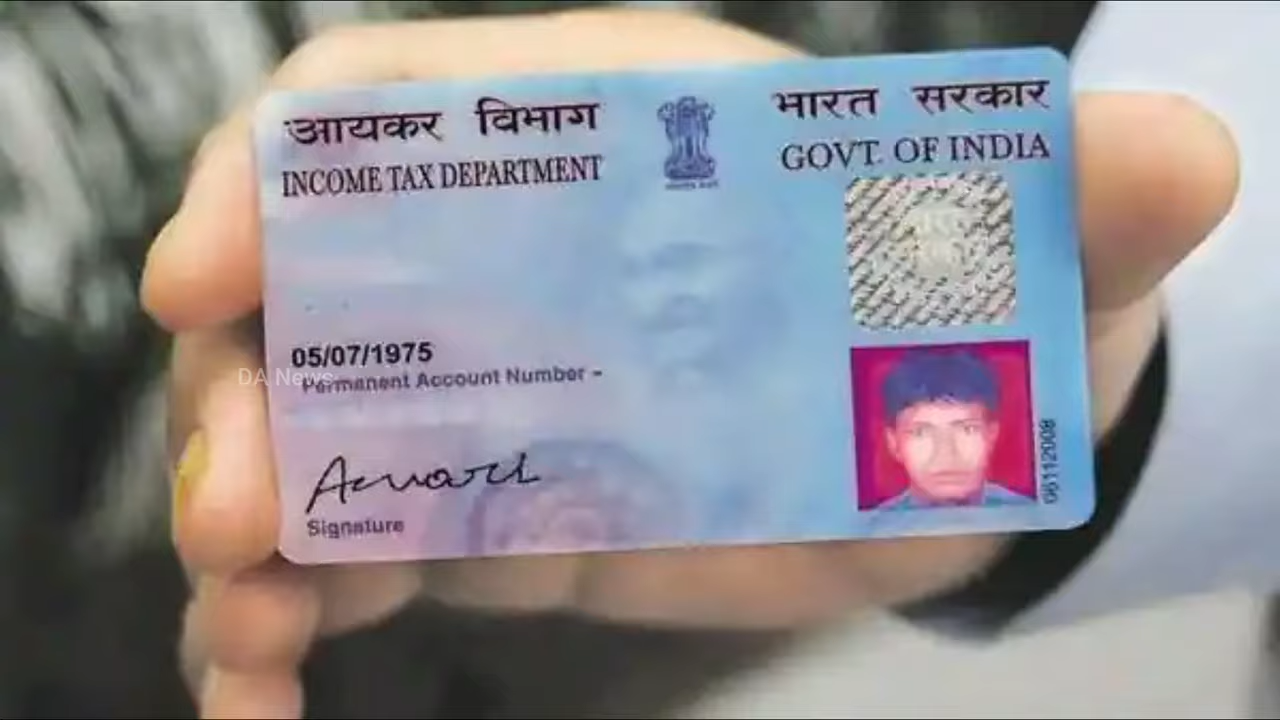 आयकर विभाग
INCOME TAX DEPARTMENT
भारत सरकार
GOVT. OF INDIA
05/07/1975
DA News
Permanent Account Number -
Signature
06112008